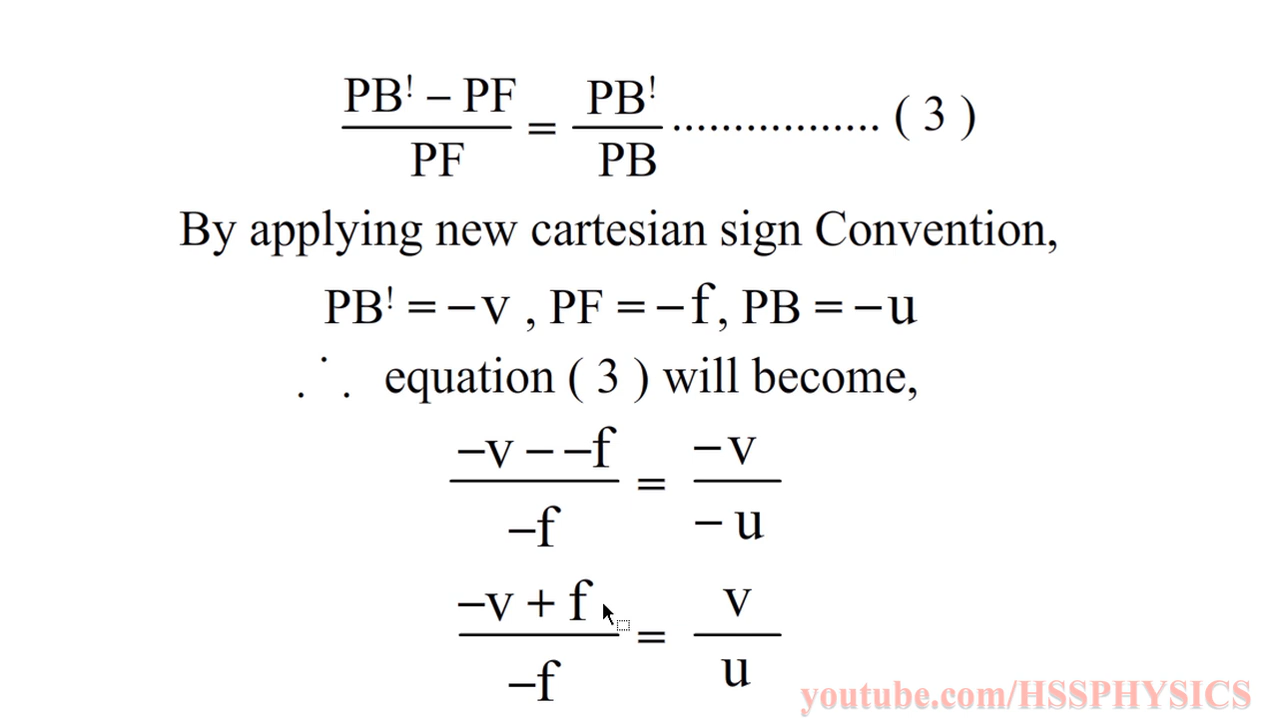 PB! − PF / PF = PB! / PB .................. ( 3 )
By applying new cartesian sign Convention,
PB! = −v , PF = −f, PB = −u
∴ equation ( 3 ) will become,
−v − −f / −f = −v / − u
−v + f / −f = v / u
youtube.com/HSSPHYSICS